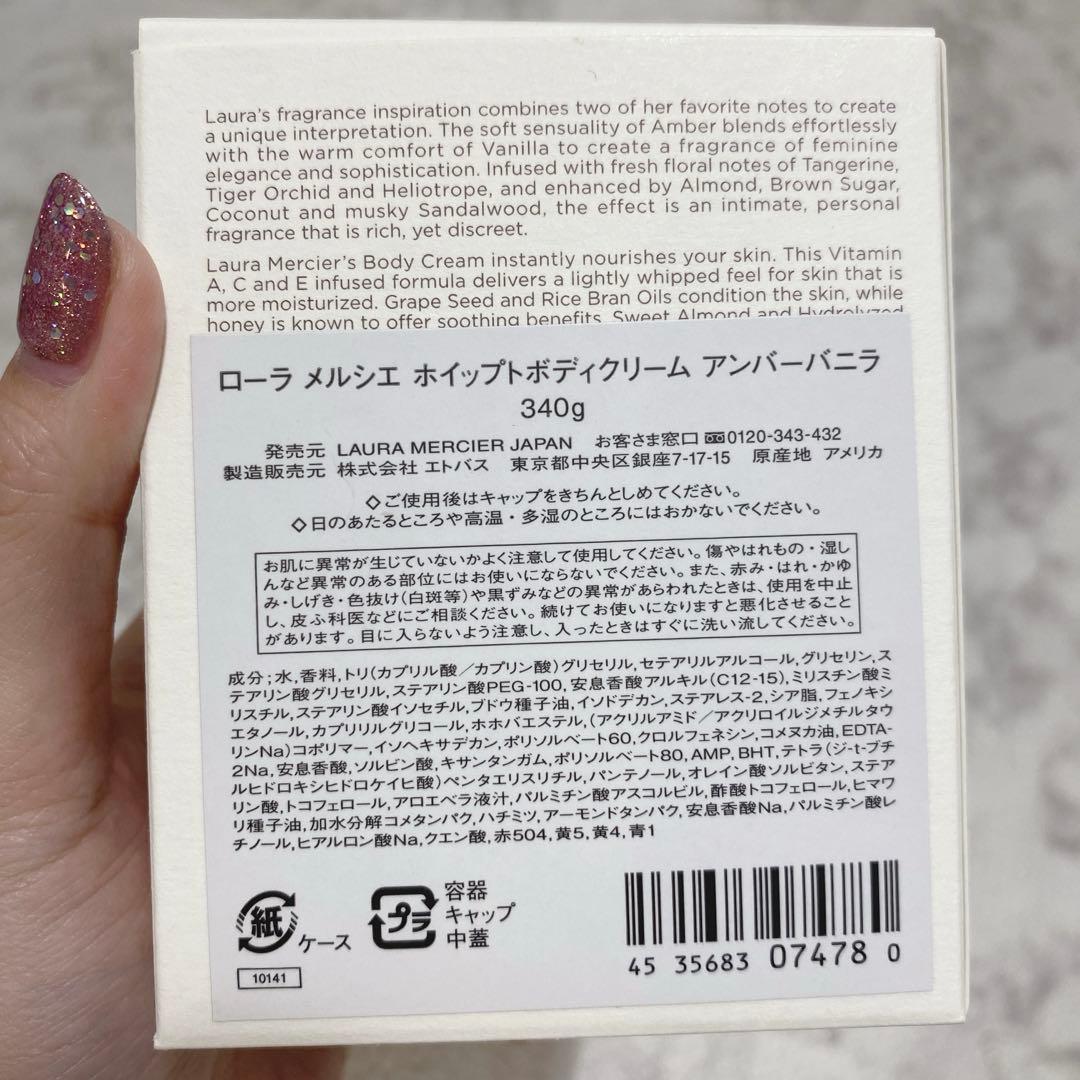 Laura's fragrance inspiration combines two of her favorite notes to create
a unique interpretation. The soft sensuality of Amber blends effortlessly
with the warm comfort of Vanilla to create a fragrance of feminine
elegance and sophistication. Infused with fresh floral notes of Tangerine,
Tiger Orchid and Heliotrope, and enhanced by Almond, Brown Sugar,
Coconut and musky Sandalwood, the effect is an intimate, personal
fragrance that is rich, yet discreet.
Laura Mercier's Body Cream instantly nourishes your skin. This Vitamin
A, C and E infused formula delivers a lightly whipped feel for skin that is
more moisturized. Grape Seed and Rice Bran Oils condition the skin, while
honey is known to offer soothing benefits. Sweet Almond and Hydrolyzed
ローラ メルシエ ホイップトボディクリーム アンバーバニラ
340g
発売元 LAURA MERCIER JAPAN お客さま窓口 0120-343-432
製造販売元 株式会社 エトバス 東京都中央区銀座7-17-15 原産地 アメリカ
◇ご使用後はキャップをきちんとしめてください。
◇日のあたるところや高温・多湿のところにはおかないでください。
お肌に異常が生じていないかよく注意して使用してください。傷やはれもの・湿し
んなど異常のある部位にはお使いにならないでください。また、赤み・はれ・かゆ
み・しげき・色抜け(白斑等)や黒ずみなどの異常があらわれたときは、使用を中止
し、皮ふ科医などにご相談ください。続けてお使いになりますと悪化させること
があります。目に入らないよう注意し、入ったときはすぐに洗い流してください。
成分;水,香料,トリ(カプリル酸/カプリン酸)グリセリル,セテアリルアルコール,グリセリン,ス
テアリン酸グリセリル,ステアリン酸PEG-100,安息香酸アルキル(C12-15),ミリスチン酸ミ
リスチル,ステアリン酸イソセチル,ブドウ種子油,イソドデカン,ステアレス-2,シア脂,フェノキシ
エタノール,カプリリルグリコール,ホホバエステル,(アクリルアミド/アクリロイルジメチルタウ
リンNa)コポリマー,イソヘキサデカン,ポリソルベート60,クロルフェネシン,コメヌカ油,EDTA-
2Na,安息香酸,ソルビン酸,キサンタンガム,ポリソルベート80,AMP,BHT,テトラ(ジ-t-ブチ
ルヒドロキシヒドロケイヒ酸)ペンタエリスリチル,パンテノール,オレイン酸ソルビタン,ステア
リン酸,トコフェロール,アロエベラ液汁,パルミチン酸アスコルビル,酢酸トコフェロール,ヒマワ
リ種子油,加水分解コメタンパク,ハチミツ,アーモンドタンパク,安息香酸Na,パルミチン酸レ
チノール,ヒアルロン酸Na,クエン酸,赤504,黄5,黄4,青1
紙 ケース
プラ 容器
キャップ
中蓋
10141
45 35683 07478 0